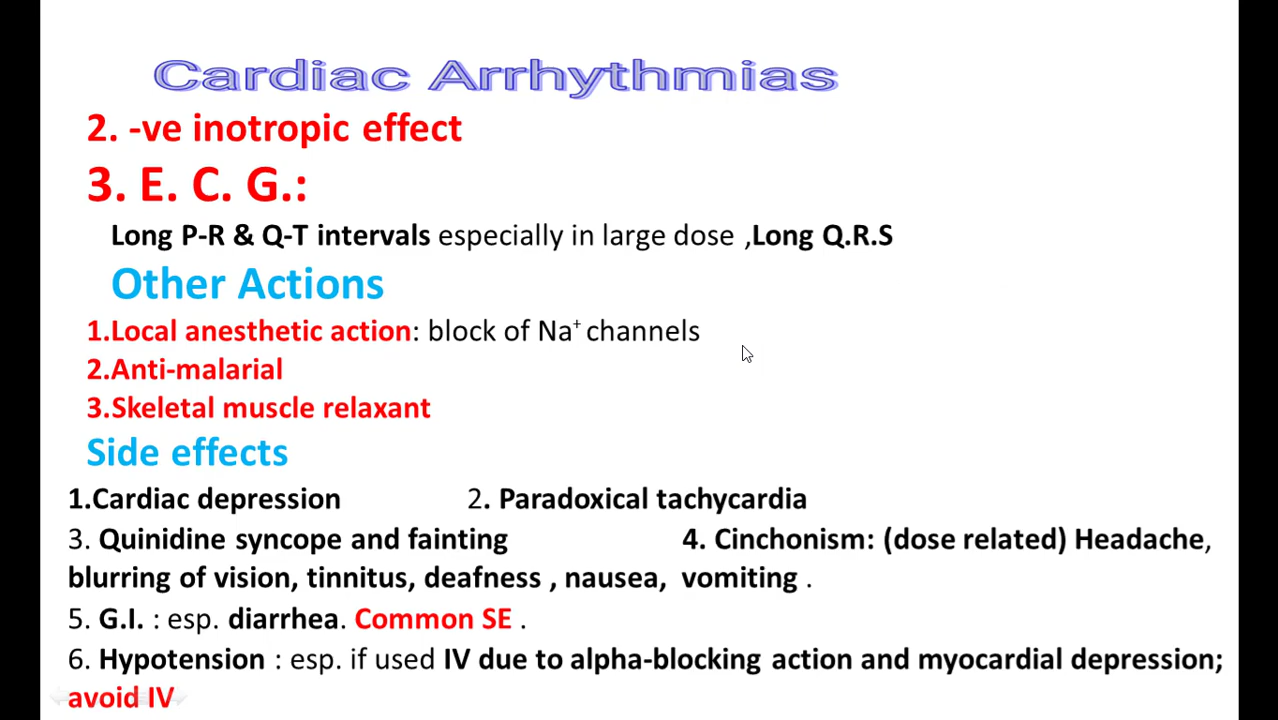 Cardiac Arrhythmias
2. -ve inotropic effect
3. E. C. G.:
Long P-R & Q-T intervals especially in large dose ,Long Q.R.S
Other Actions
1.Local anesthetic action: block of Na⁺ channels
2.Anti-malarial
3.Skeletal muscle relaxant
Side effects
1.Cardiac depression 2. Paradoxical tachycardia
3. Quinidine syncope and fainting 4. Cinchonism: (dose related) Headache,
blurring of vision, tinnitus, deafness , nausea, vomiting .
5. G.I. : esp. diarrhea. Common SE .
6. Hypotension : esp. if used IV due to alpha-blocking action and myocardial depression;
avoid IV